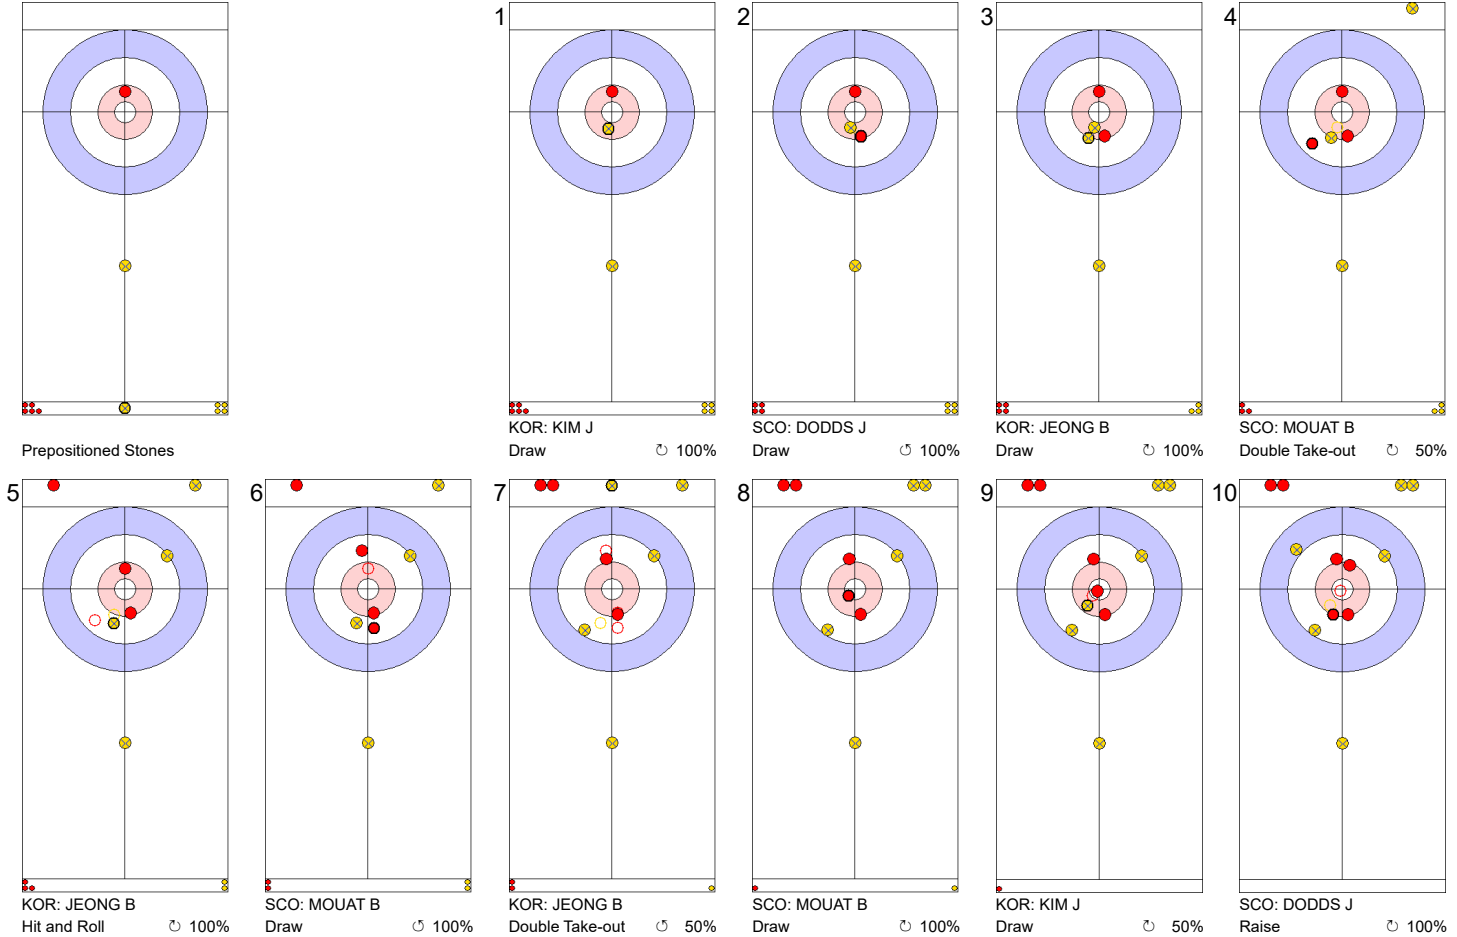 1
2
3
4
Prepositioned Stones
KOR: KIM J
Draw ↻ 100%
SCO: DODDS J
Draw ↺ 100%
KOR: JEONG B
Draw ↻ 100%
SCO: MOUAT B
Double Take-out ↻ 50%
5
6
7
8
9
10
KOR: JEONG B
Hit and Roll ↻ 100%
SCO: MOUAT B
Draw ↺ 100%
KOR: JEONG B
Double Take-out ↺ 50%
SCO: MOUAT B
Draw ↻ 100%
KOR: KIM J
Draw ↻ 50%
SCO: DODDS J
Raise ↻ 100%